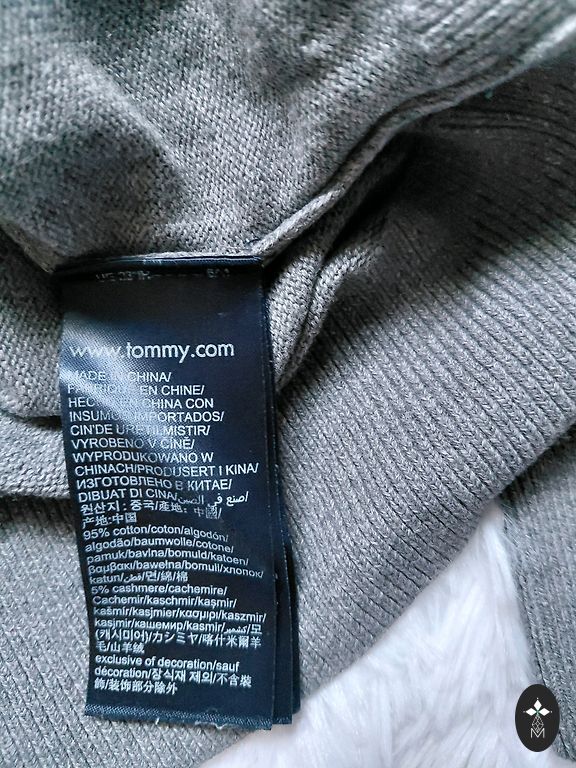 www.tommy.com
MADE IN CHINA/
FABRIQUÉ EN CHINE/
HECHO EN CHINA CON
INSUMOS IMPORTADOS/
CIN'DE URETILMISTIR/
VYROBENO V ČÍNĚ/
WYPRODUKOWANO W
CHINACH/PRODUSERT I KINA/
ИЗГОТОВЛЕНО В КИТАЕ/
DIBUAT DI CINA/صنع في الصين/
원산지: 중국/產地: 中國/
产地:中国
95% cotton/coton/algodón/
algodão/baumwolle/cotone/
pamuk/bavlna/bomuld/katoen/
βαμβακι/bawełna/bomull/хлопок/
katun/قطن/면/綿/棉
5% cashmere/cachemire/
Cachemir/kaschmir/kaşmir/
kašmír/kasjmier/κασμιρ/kaszmir/
kasjmir/кашемир/kasmir/كشمير/모
(캐시미어)/カシミヤ/喀什米爾羊
毛/山羊绒
exclusive of decoration/sauf
décoration/장식재 제외/不含裝
飾/装饰部分除外
M